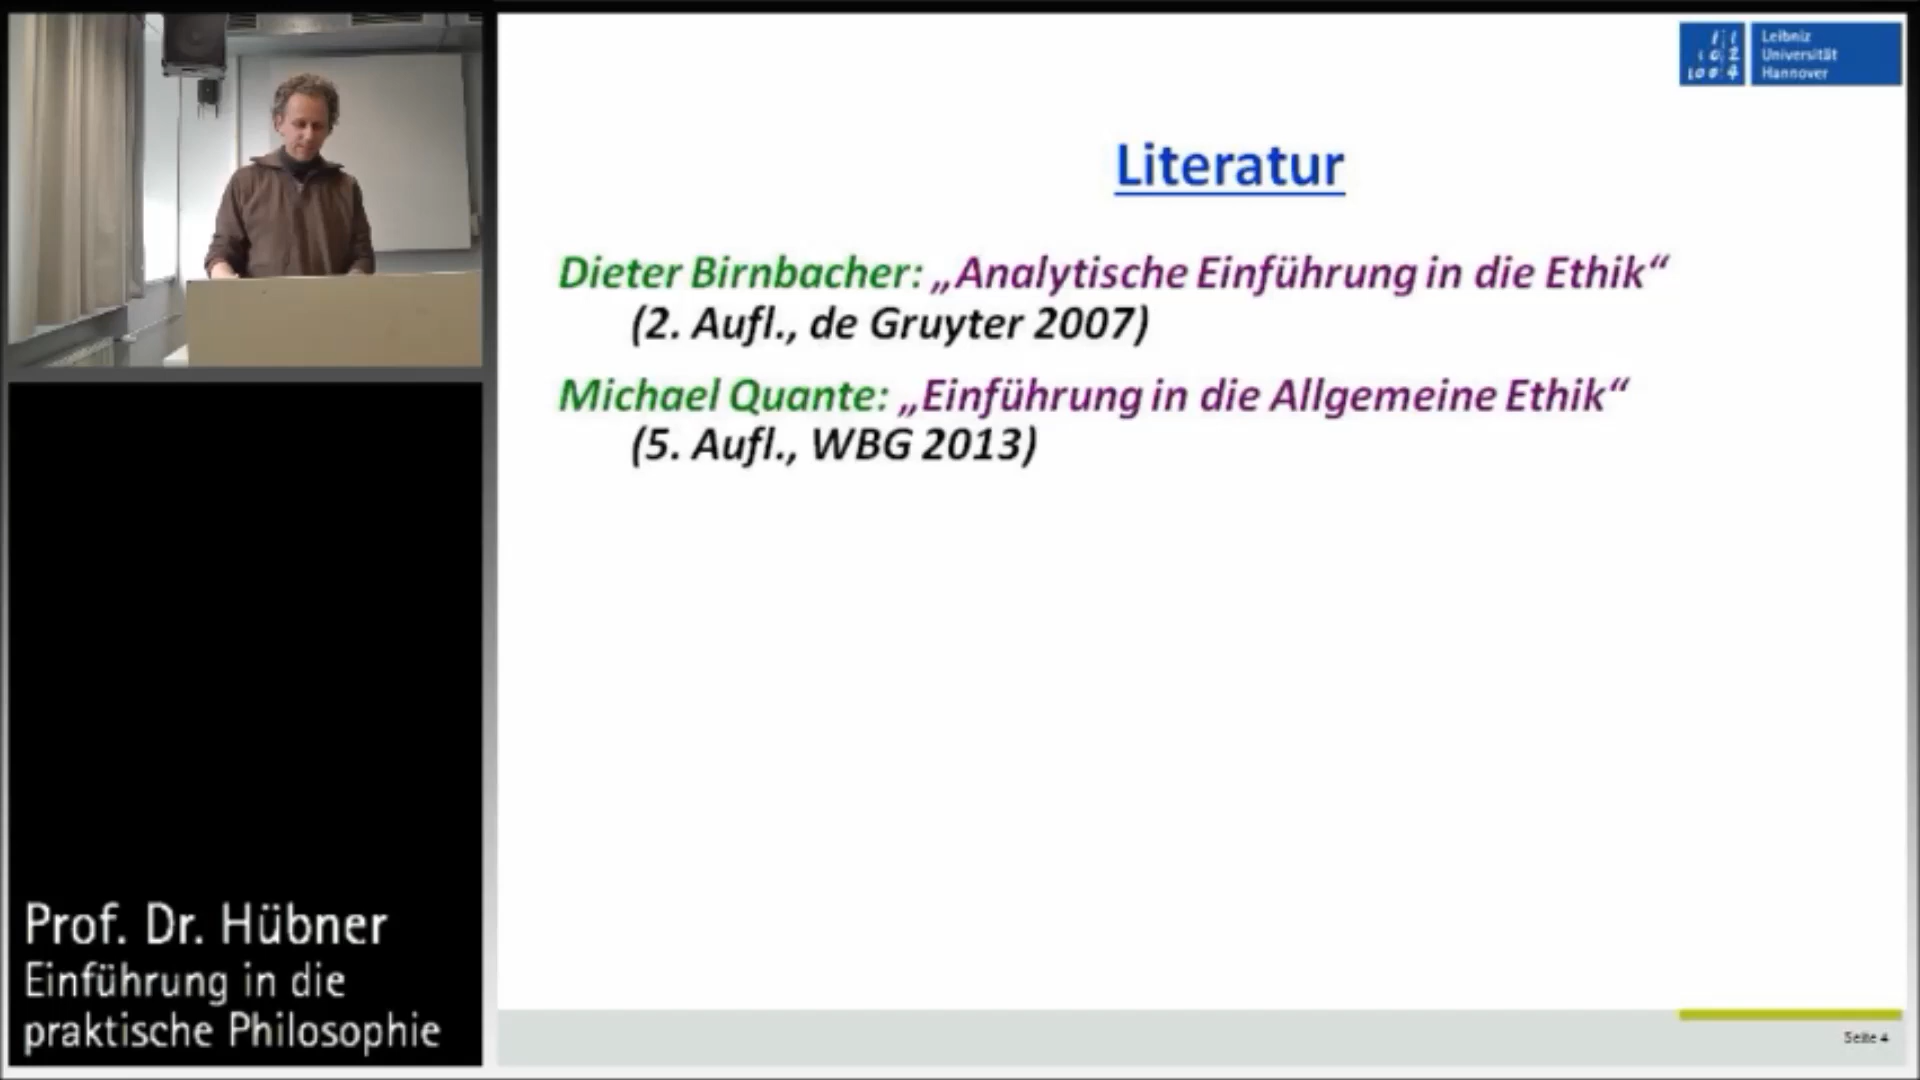 Leibniz
Universität
Hannover
Literatur
Dieter Birnbacher: „Analytische Einführung in die Ethik“
(2. Aufl., de Gruyter 2007)
Michael Quante: „Einführung in die Allgemeine Ethik“
(5. Aufl., WBG 2013)
Prof. Dr. Hübner
Einführung in die
praktische Philosophie
Seite 4